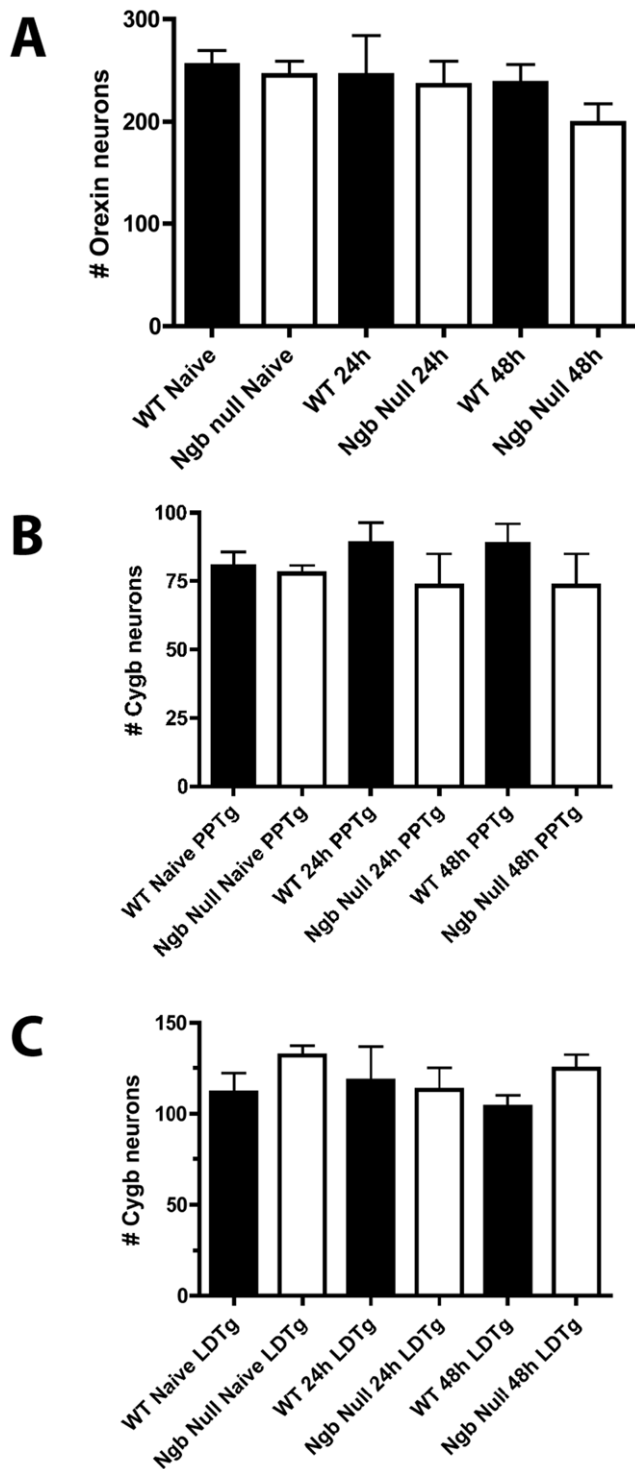 A
# Orexin neurons
300
200
100
0
WT Naive
Ngb null Naive
WT 24h
Ngb Null 24h
WT 48h
Ngb Null 48h
B
# Cygb neurons
100
75
50
25
0
WT Naive PPTg
Ngb Null Naive PPTg
WT 24h PPTg
Ngb Null 24h PPTg
WT 48h PPTg
Ngb Null 48h PPTg
C
# Cygb neurons
150
100
50
0
WT Naive LDTg
Ngb Null Naive LDTg
WT 24h LDTg
Ngb Null 24h LDTg
WT 48h LDTg
Ngb Null 48h LDTg